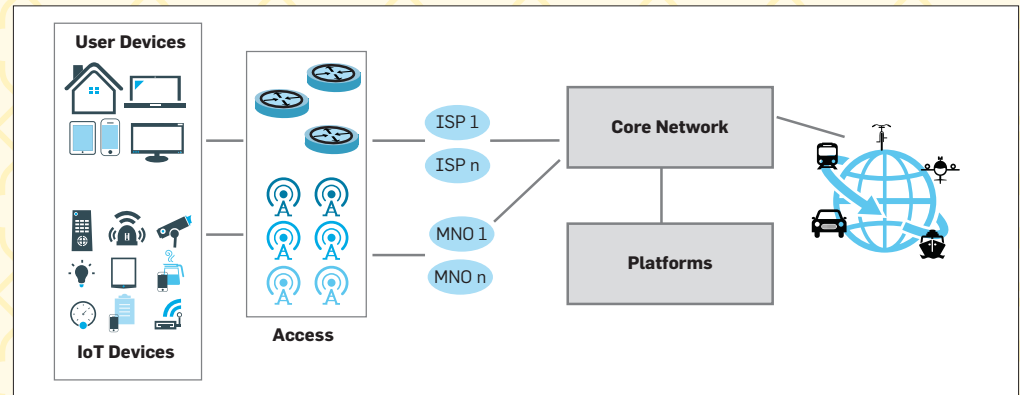 User Devices
IoT Devices
Access
ISP 1
ISP n
MNO 1
MNO n
Core Network
Platforms
H